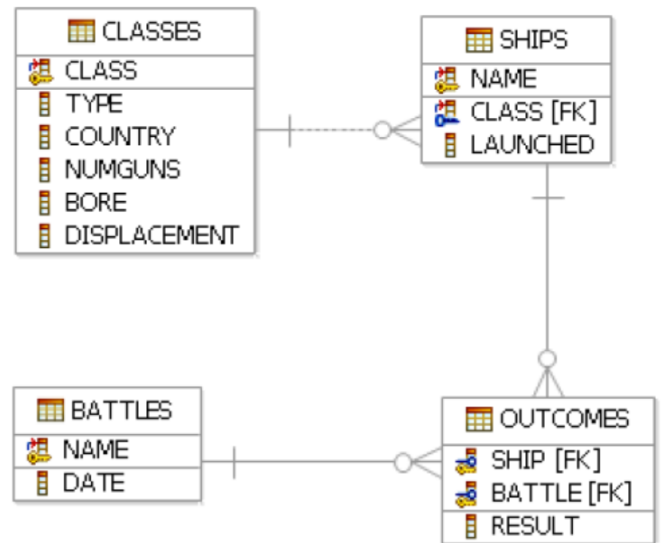 CLASSES
CLASS
TYPE
COUNTRY
NUMGUNS
BORE
DISPLACEMENT
SHIPS
NAME
CLASS [FK]
LAUNCHED
BATTLES
NAME
DATE
OUTCOMES
SHIP [FK]
BATTLE [FK]
RESULT